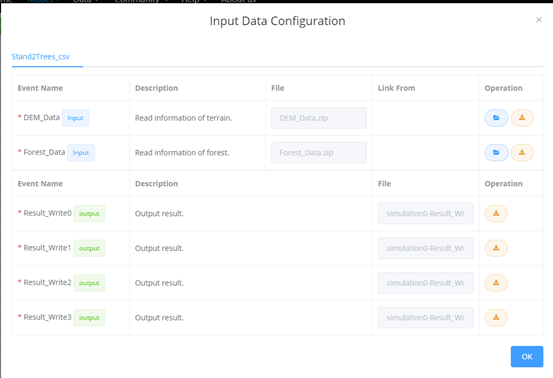 Model Data Community Help About us
Input Data Configuration
×
Stand2Trees_csv
Event Name Description File Link From Operation
* DEM_Data Input Read information of terrain. DEM_Data.zip
* Forest_Data Input Read information of forest. Forest_Data.zip
Event Name Description File Operation
* Result_Write0 output Output result. simulation0-Result_Wr
* Result_Write1 output Output result. simulation0-Result_Wr
* Result_Write2 output Output result. simulation0-Result_Wr
* Result_Write3 output Output result. simulation0-Result_Wr
OK